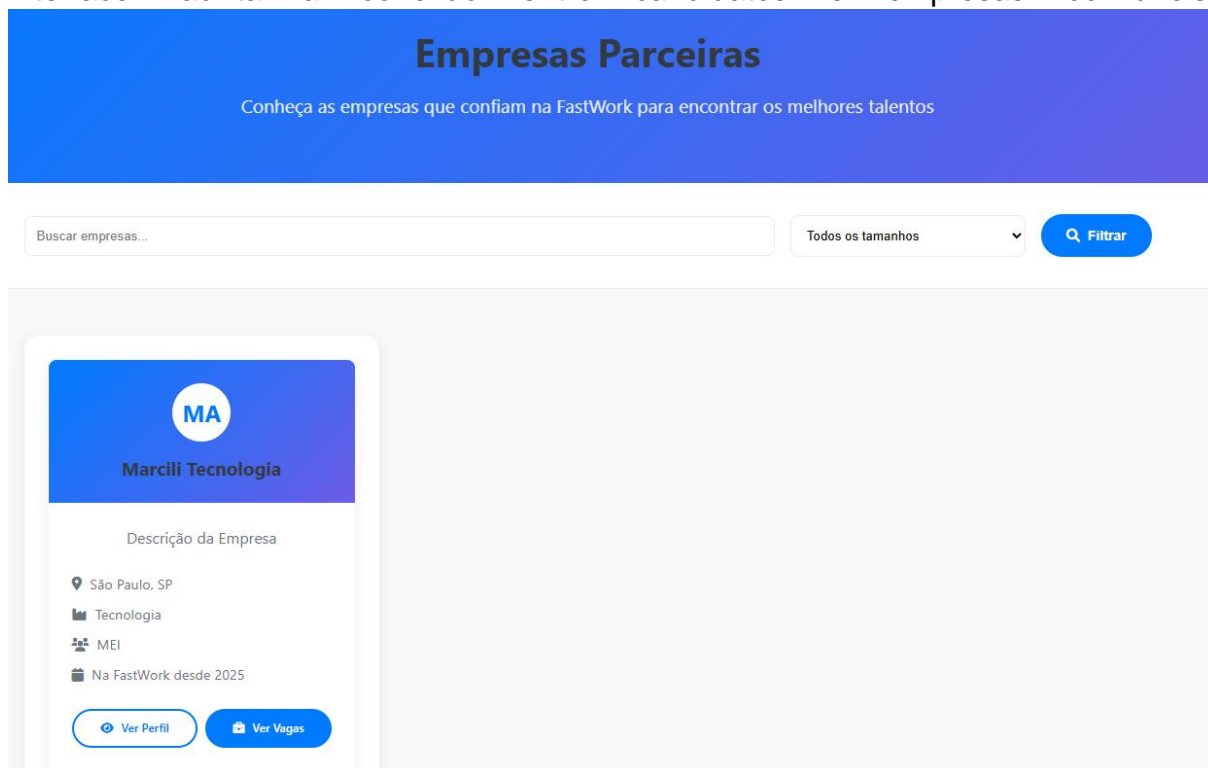 Empresas Parceiras
Conheça as empresas que confiam na FastWork para encontrar os melhores talentos
Buscar empresas...
Todos os tamanhos
Filtrar
MA
Marcili Tecnologia
Descrição da Empresa
São Paulo, SP
Tecnologia
MEI
Na FastWork desde 2025
Ver Perfil
Ver Vagas